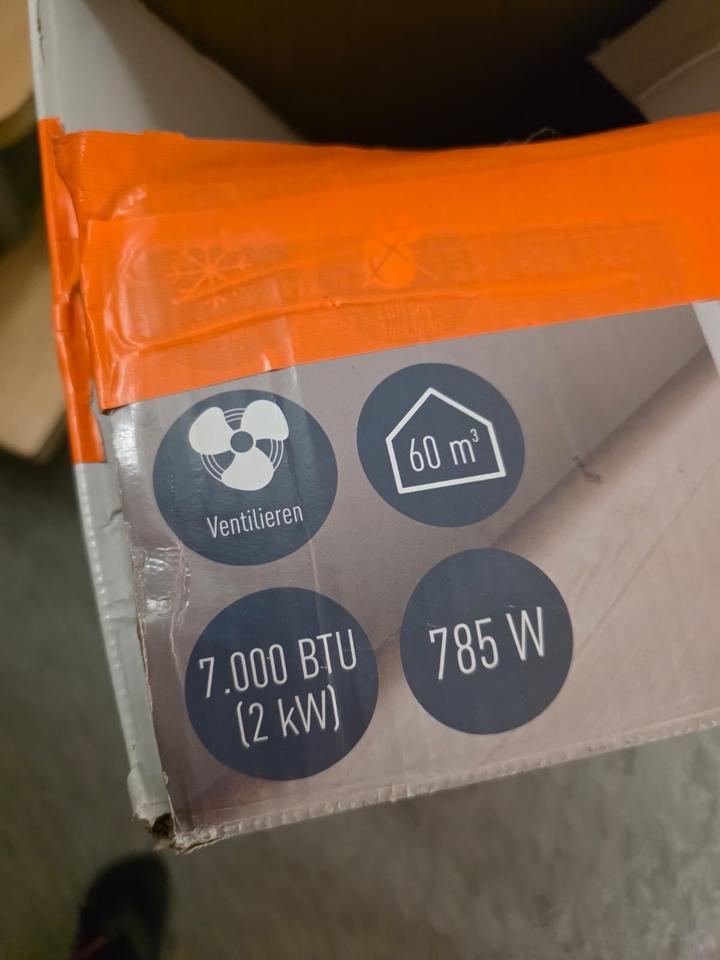 Ventilieren
60 m³
7.000 BTU
(2 kW)
785 W